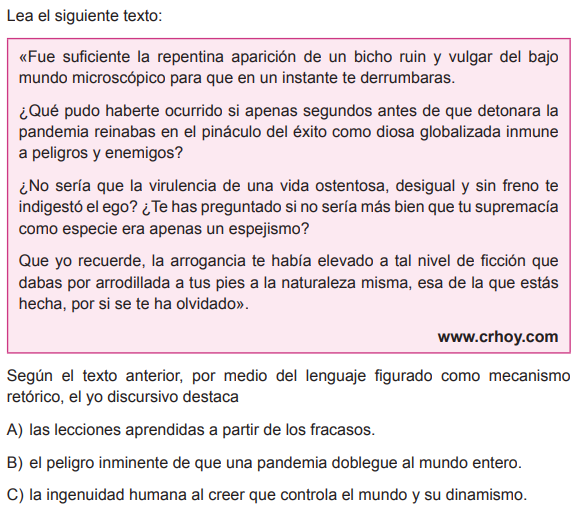 Lea el siguiente texto:
«Fue suficiente la repentina aparición de un bicho ruin y vulgar del bajo
mundo microscópico para que en un instante te derrumbaras.
¿Qué pudo haberte ocurrido si apenas segundos antes de que detonara la
pandemia reinabas en el pináculo del éxito como diosa globalizada inmune
a peligros y enemigos?
¿No sería que la virulencia de una vida ostentosa, desigual y sin freno te
indigestó el ego? ¿Te has preguntado si no sería más bien que tu supremacía
como especie era apenas un espejismo?
Que yo recuerde, la arrogancia te había elevado a tal nivel de ficción que
dabas por arrodillada a tus pies a la naturaleza misma, esa de la que estás
hecha, por si se te ha olvidado».
www.crhoy.com
Según el texto anterior, por medio del lenguaje figurado como mecanismo
retórico, el yo discursivo destaca
A) las lecciones aprendidas a partir de los fracasos.
B) el peligro inminente de que una pandemia doblegue al mundo entero.
C) la ingenuidad humana al creer que controla el mundo y su dinamismo.